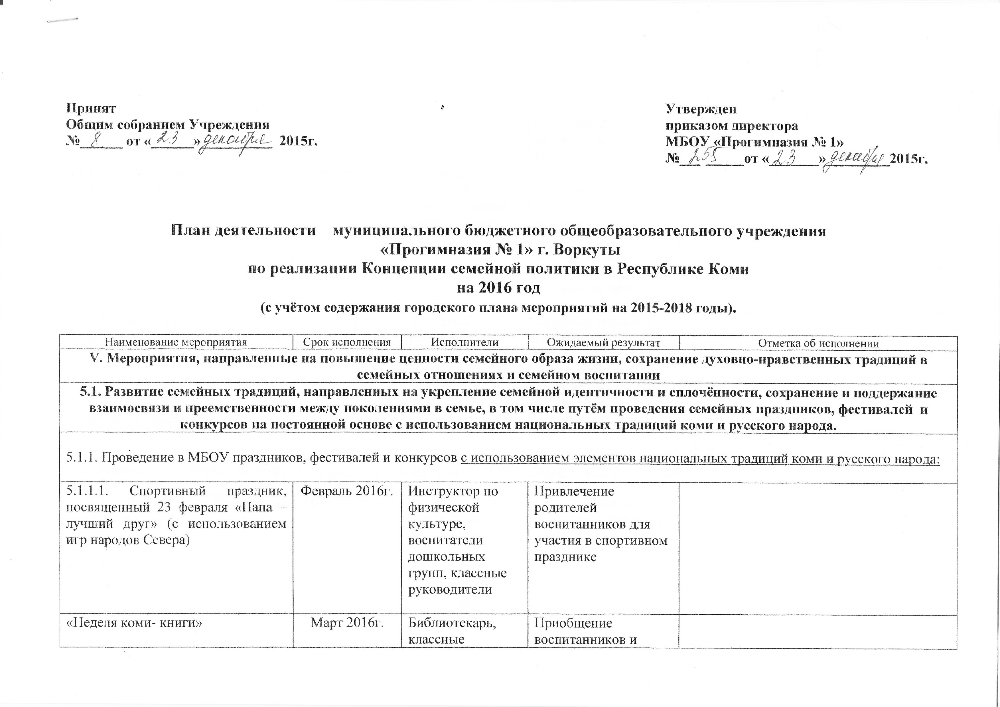 Принят
Общим собранием Учреждения
№ 8 от « 23 » декабря 2015г.
Утвержден
приказом директора
МБОУ «Прогимназия № 1»
№ 255 от « 23 » декабря 2015г.
План деятельности муниципального бюджетного общеобразовательного учреждения
«Прогимназия № 1» г. Воркуты
по реализации Концепции семейной политики в Республике Коми
на 2016 год
(с учётом содержания городского плана мероприятий на 2015-2018 годы).
Наименование мероприятия Срок исполнения Исполнители Ожидаемый результат Отметка об исполнении
V. Мероприятия, направленные на повышение ценности семейного образа жизни, сохранение духовно-нравственных традиций в
семейных отношениях и семейном воспитании
5.1. Развитие семейных традиций, направленных на укрепление семейной идентичности и сплочённости, сохранение и поддержание
взаимосвязи и преемственности между поколениями в семье, в том числе путём проведения семейных праздников, фестивалей и
конкурсов на постоянной основе с использованием национальных традиций коми и русского народа.
5.1.1. Проведение в МБОУ праздников, фестивалей и конкурсов с использованием элементов национальных традиций коми и русского народа:
5.1.1.1. Спортивный праздник,
посвященный 23 февраля «Папа –
лучший друг» (с использованием
игр народов Севера)
Февраль 2016г.
Инструктор по
физической
культуре,
воспитатели
дошкольных
групп, классные
руководители
Привлечение
родителей
воспитанников для
участия в спортивном
празднике
«Неделя коми- книги»
Март 2016г.
Библиотекарь,
классные
Приобщение
воспитанников и